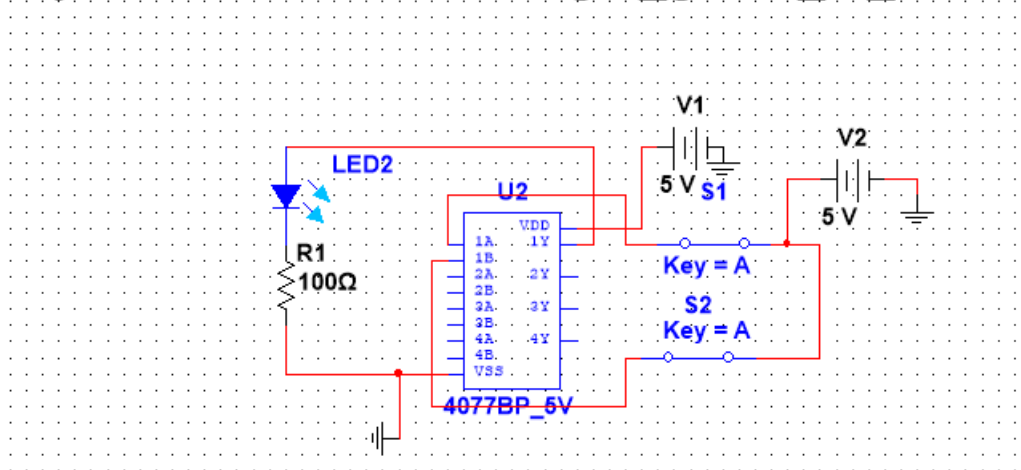 V1
V2
LED2
5 V
S1
U2
5 V
VDD
1A
1Y
R1
1B
Key = A
100Ω
2A
2Y
2B
S2
3A
3Y
3B
Key = A
4A
4Y
4B
VSS
4077BP_5V